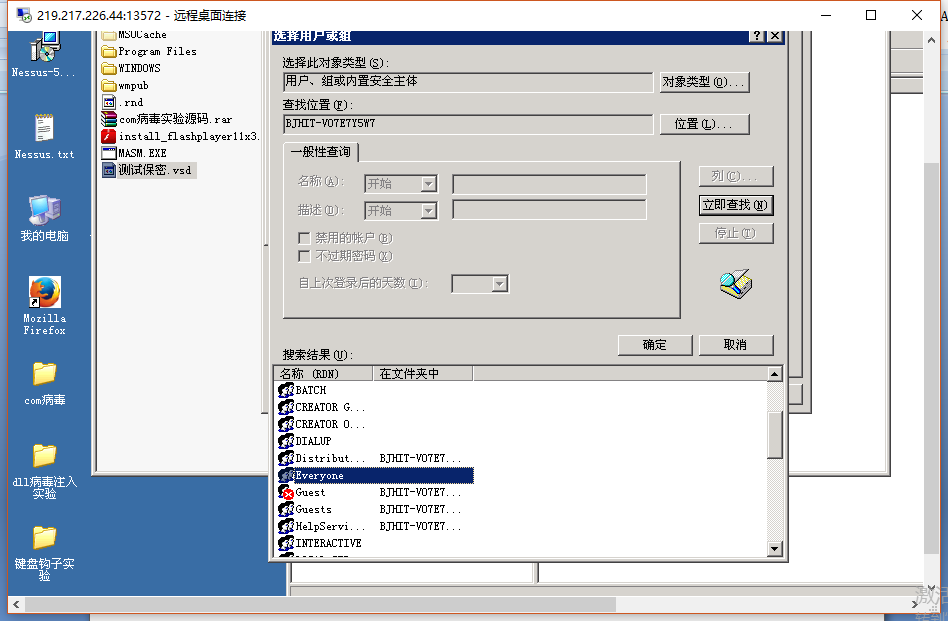 219.217.226.44:13572 - 远程桌面连接
Nessus-5...
Nessus.txt
我的电脑
Mozilla
Firefox
com病毒
dll病毒注入
实验
键盘钩子实
验
MSOCache
Program Files
WINDOWS
wmpub
.rnd
com病毒实验源码.rar
install_flashplayer11x3.
MASM.EXE
测试保密.vsd
选择用户或组
选择此对象类型(S):
用户、组或内置安全主体
对象类型(O)...
查找位置(F):
BJHIT-VO7E7Y5W7
位置(L)...
一般性查询
名称(A):
开始
描述(D):
开始
禁用的帐户(B)
不过期密码(X)
自上次登录后的天数(I):
列(C)...
立即查找(N)
停止(T)
确定
取消
搜索结果(U):
名称 (RDN)
在文件夹中
BATCH
CREATOR G...
CREATOR O...
DIALUP
Distribut... BJHIT-VO7E7...
Everyone
Guest BJHIT-VO7E7...
Guests BJHIT-VO7E7...
HelpServi... BJHIT-VO7E7...
INTERACTIVE